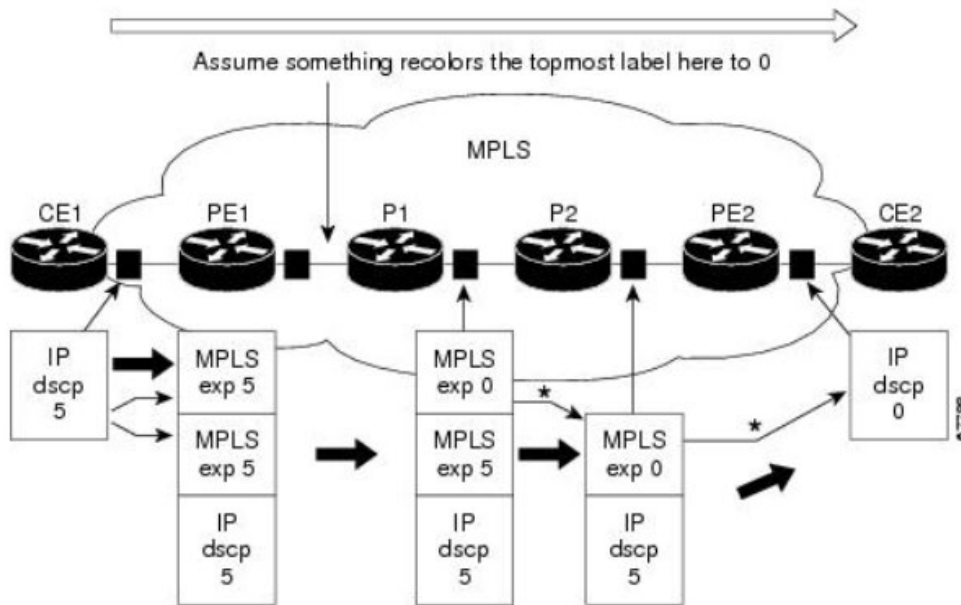 Assume something recolors the topmost label here to 0
MPLS
CE1 PE1 P1 P2 PE2 CE2
IP
dscp
5
MPLS
exp 5
MPLS
exp 5
IP
dscp
5
MPLS
exp 0
*
MPLS
exp 5
IP
dscp
5
MPLS
exp 0
*
IP
dscp
5
IP
dscp
0